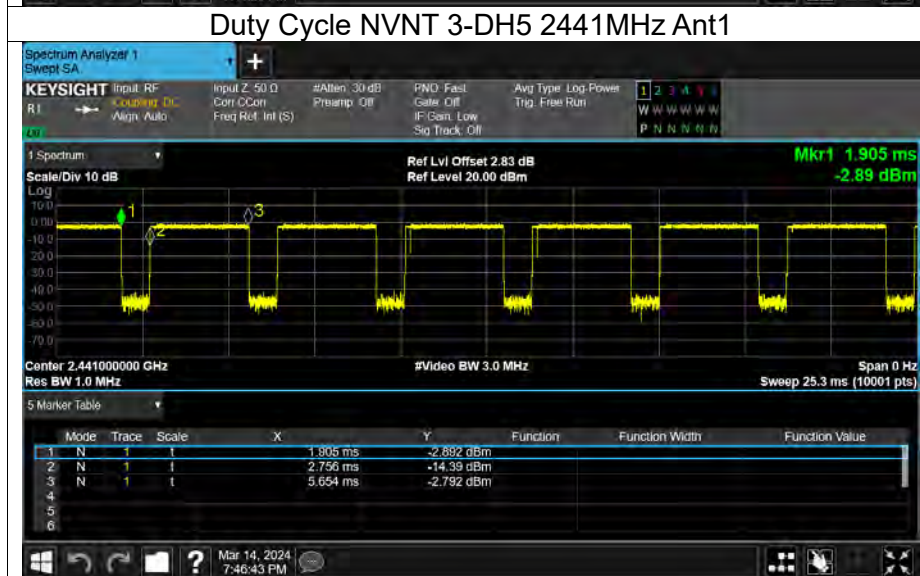 Duty Cycle NVNT 3-DH5 2441MHz Ant1
Spectrum Analyzer 1
Swept SA
+
KEYSIGHT Input: RF Input Z: 50 Ω #Atten: 30 dB PNO: Fast Avg Type: Log-Power 1 2 3 4 5 6
R1 Coupling: DC Corr CCorr Preamp: Off Gate: Off Trig: Free Run W W W W W W
Align: Auto Freq Ref: Int (S) IF Gain: Low
Sig Track: Off P N N N N N
1 Spectrum Ref Lvl Offset 2.83 dB Mkr1 1.905 ms
Scale/Div 10 dB Ref Level 20.00 dBm -2.89 dBm
Log
10.0
0.00
-10.0
-20.0
-30.0
-40.0
-50.0
-60.0
-70.0
1
2
3
Center 2.441000000 GHz #Video BW 3.0 MHz Span 0 Hz
Res BW 1.0 MHz Sweep 25.3 ms (10001 pts)
5 Marker Table
Mode Trace Scale X Y Function Function Width Function Value
1 N 1 t 1.905 ms -2.892 dBm
2 N 1 t 2.756 ms -14.39 dBm
3 N 1 t 5.654 ms -2.792 dBm
4
5
6
? Mar 14, 2024
7:46:43 PM